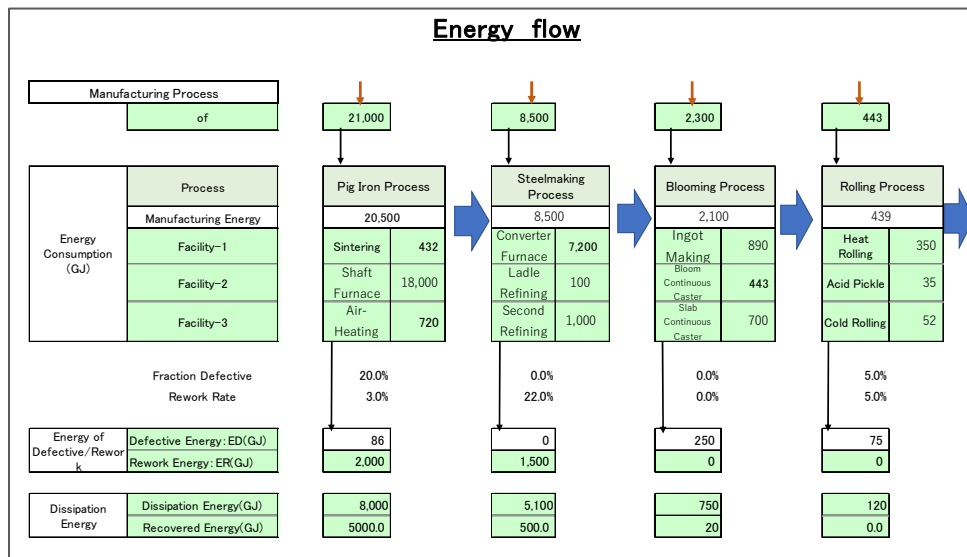 Energy flow
Manufacturing Process
of 21,000 8,500 2,300 443
Process Pig Iron Process Steelmaking Process Blooming Process Rolling Process
Manufacturing Energy 20,500 8,500 2,100 439
Energy Consumption (GJ)
Facility-1 Sintering 432 Converter Furnace 7,200 Ingot Making 890 Heat Rolling 350
Facility-2 Shaft Furnace 18,000 Ladle Refining 100 Bloom Continuous Caster 443 Acid Pickle 35
Facility-3 Air-Heating 720 Second Refining 1,000 Slab Continuous Caster 700 Cold Rolling 52
Fraction Defective 20.0% 0.0% 0.0% 5.0%
Rework Rate 3.0% 22.0% 0.0% 5.0%
Energy of Defective/Rework
Defective Energy:ED(GJ) 86 0 250 75
Rework Energy:ER(GJ) 2,000 1,500 0 0
Dissipation Energy
Dissipation Energy(GJ) 8,000 5,100 750 120
Recovered Energy(GJ) 5000.0 500.0 20 0.0